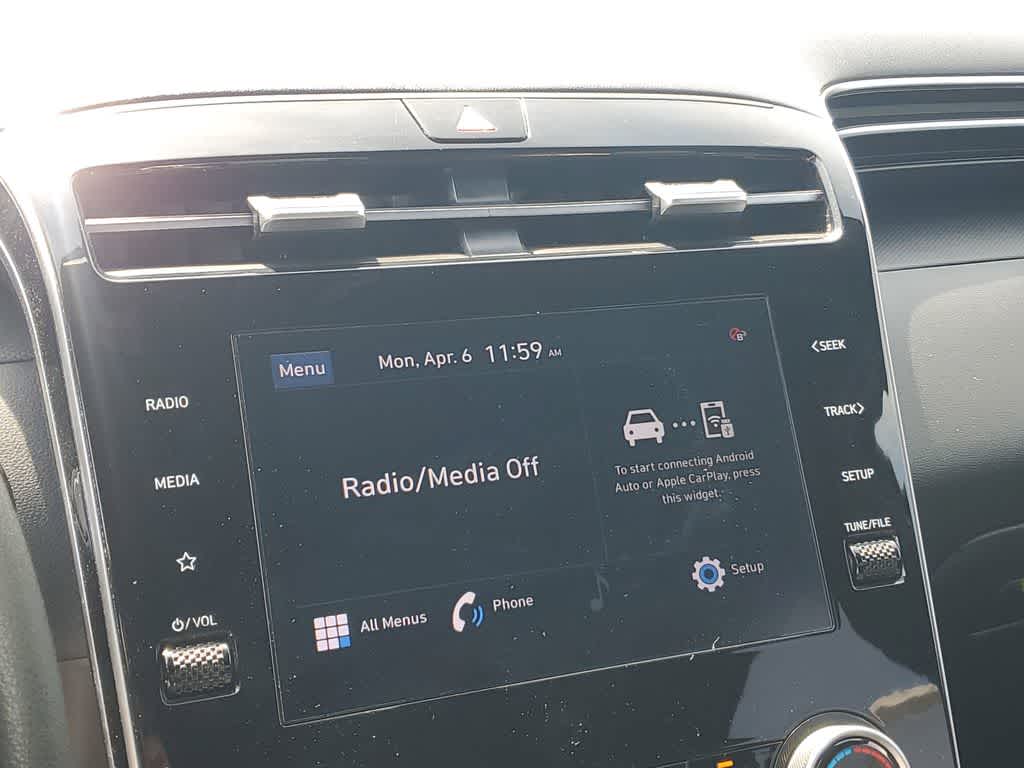 Menu
Mon, Apr. 6 11:59 AM
<SEEK
RADIO
TRACK>
To start connecting Android
Auto or Apple CarPlay, press
this widget.
Radio/Media Off
MEDIA
SETUP
TUNE/FILE
All Menus
Phone
Setup
/VOL